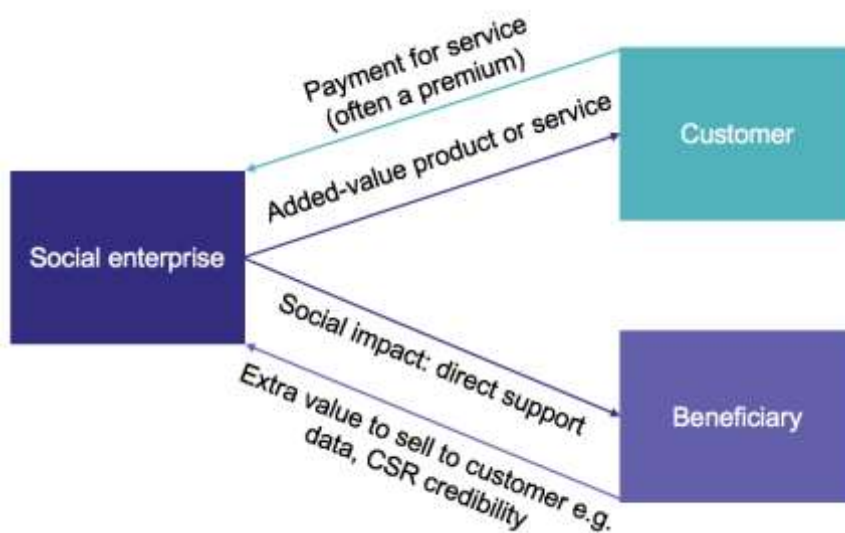 Payment for service
(often a premium)
Added-value product or service
Customer
Social enterprise
Social impact: direct support
Extra value to sell to customer e.g.
data, CSR credibility
Beneficiary